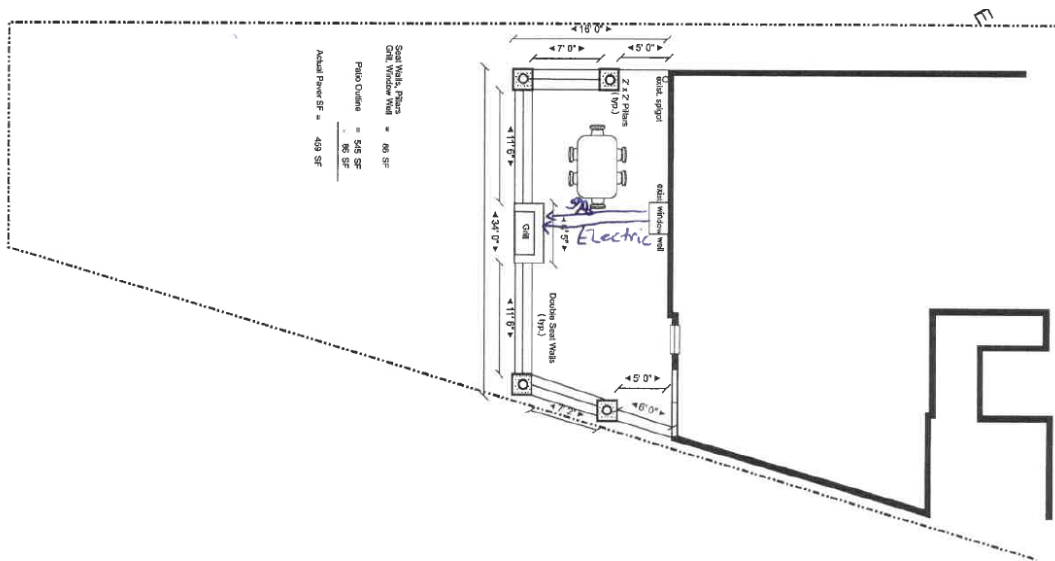 E
16' 0"
7' 0"
5' 0"
exist. spigot
2' x 2' Pillars
(typ.)
Seat Walls, Pillars
Grill, Window Well = 86 SF
Patio Outline = 545 SF
- 86 SF
Actual Paver SF = 459 SF
11' 6"
exist. window well
gas
Electric
Grill
5' 5"
34' 0"
Double Seat Walls
(typ.)
11' 6"
5' 0"
6' 0"
7' 2"